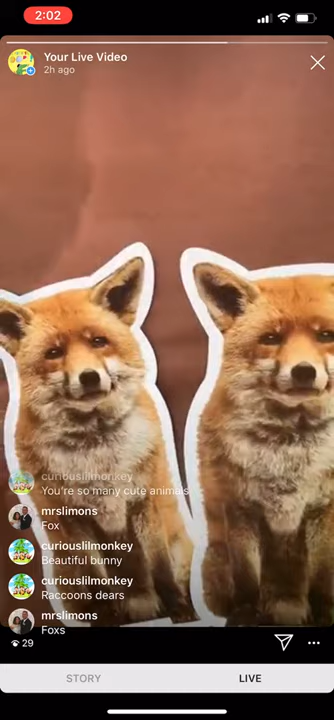 2:02
Your Live Video
2h ago
curiouslilmonkey
You're so many cute animals
mrslimons
Fox
curiouslilmonkey
Beautiful bunny
curiouslilmonkey
Raccoons dears
mrslimons
Foxs
29
STORY
LIVE